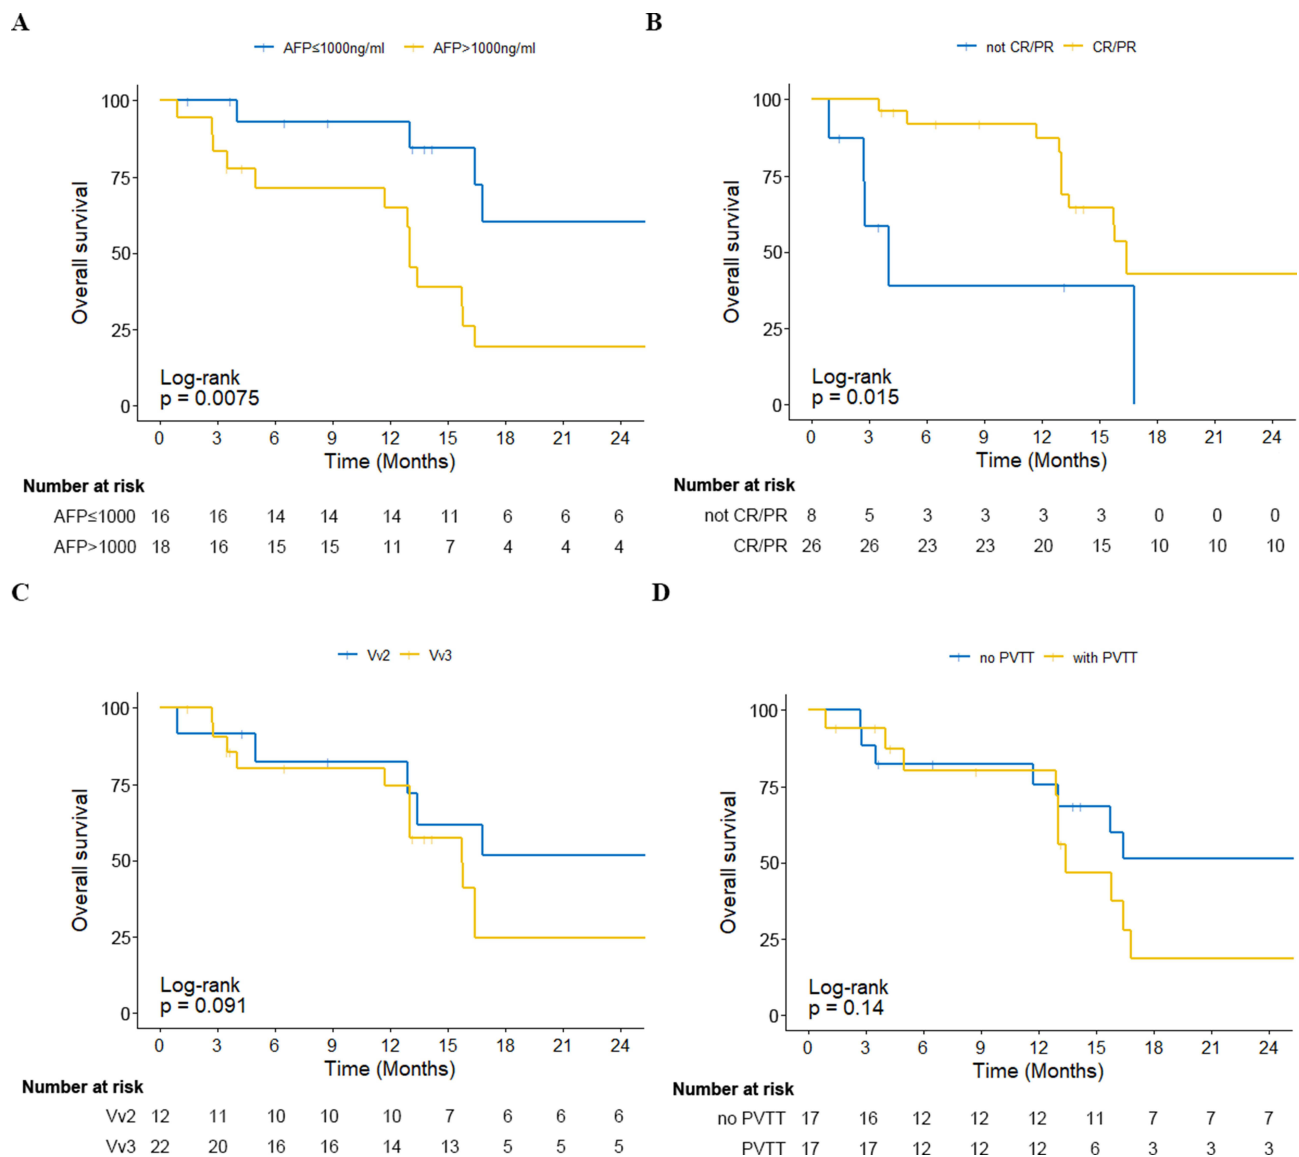 A
AFP≤1000ng/ml AFP>1000ng/ml
Overall survival
100
75
50
25
0
Log-rank
p = 0.0075
0 3 6 9 12 15 18 21 24
Time (Months)
Number at risk
AFP≤1000 16 16 14 14 14 11 6 6 6
AFP>1000 18 16 15 15 11 7 4 4 4
B
not CR/PR CR/PR
Overall survival
100
75
50
25
0
Log-rank
p = 0.015
0 3 6 9 12 15 18 21 24
Time (Months)
Number at risk
not CR/PR 8 5 3 3 3 3 0 0 0
CR/PR 26 26 23 23 20 15 10 10 10
C
Vv2 Vv3
Overall survival
100
75
50
25
0
Log-rank
p = 0.091
0 3 6 9 12 15 18 21 24
Time (Months)
Number at risk
Vv2 12 11 10 10 10 7 6 6 6
Vv3 22 20 16 16 14 13 5 5 5
D
no PVTT with PVTT
Overall survival
100
75
50
25
0
Log-rank
p = 0.14
0 3 6 9 12 15 18 21 24
Time (Months)
Number at risk
no PVTT 17 16 12 12 12 11 7 7 7
PVTT 17 17 12 12 12 6 3 3 3